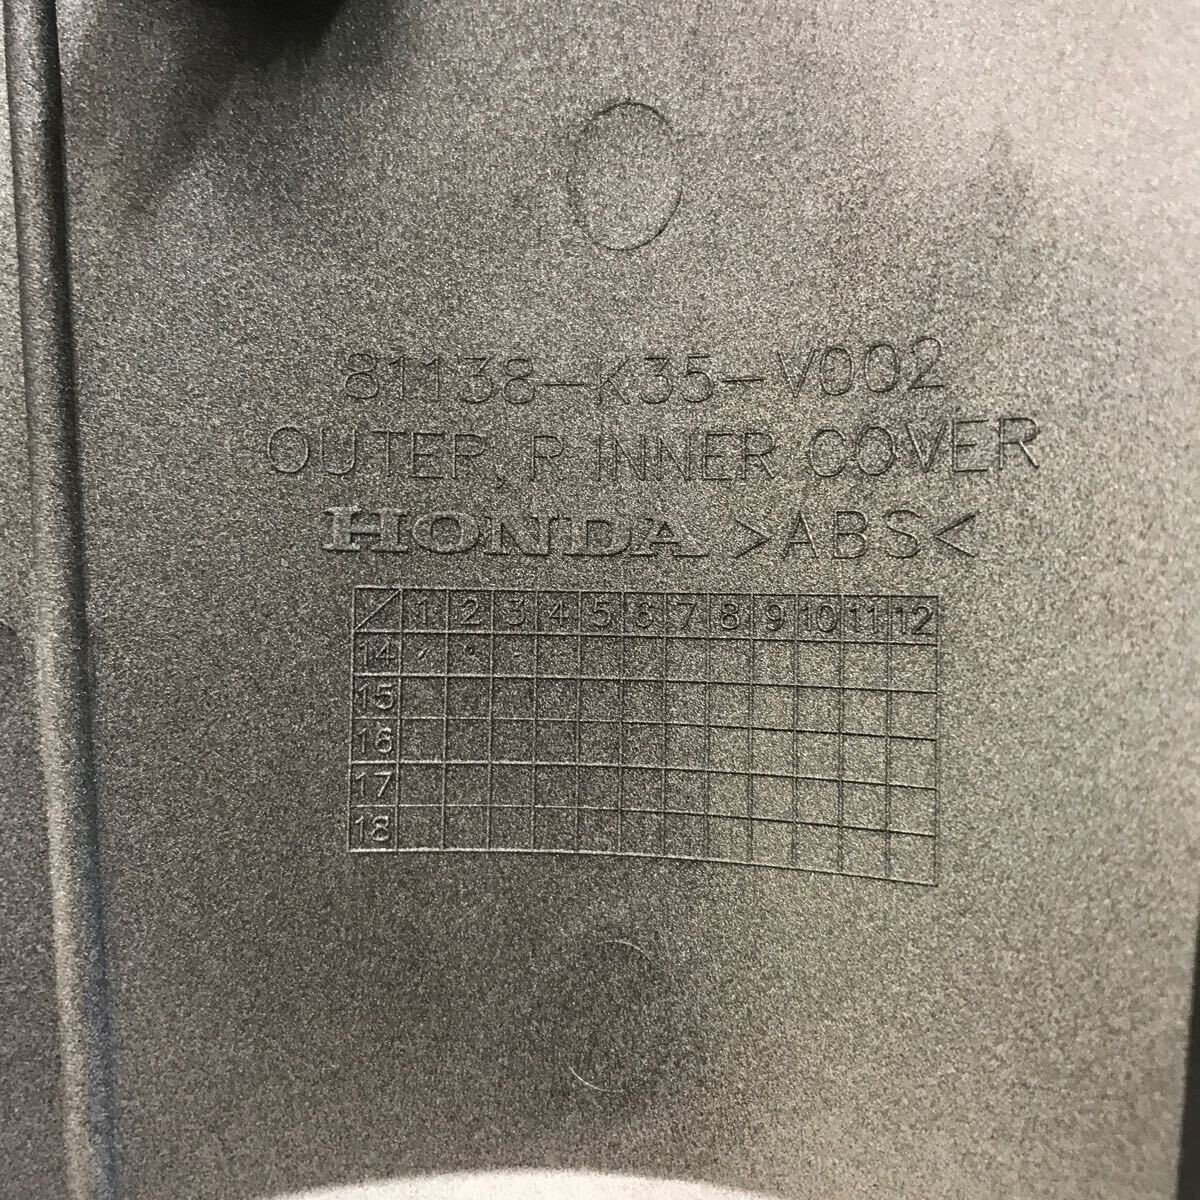 81138-K35-V002
OUTER, R INNER COVER
HONDA >ABS<
1 2 3 4 5 6 7 8 9 10 11 12
14
15
16
17
18